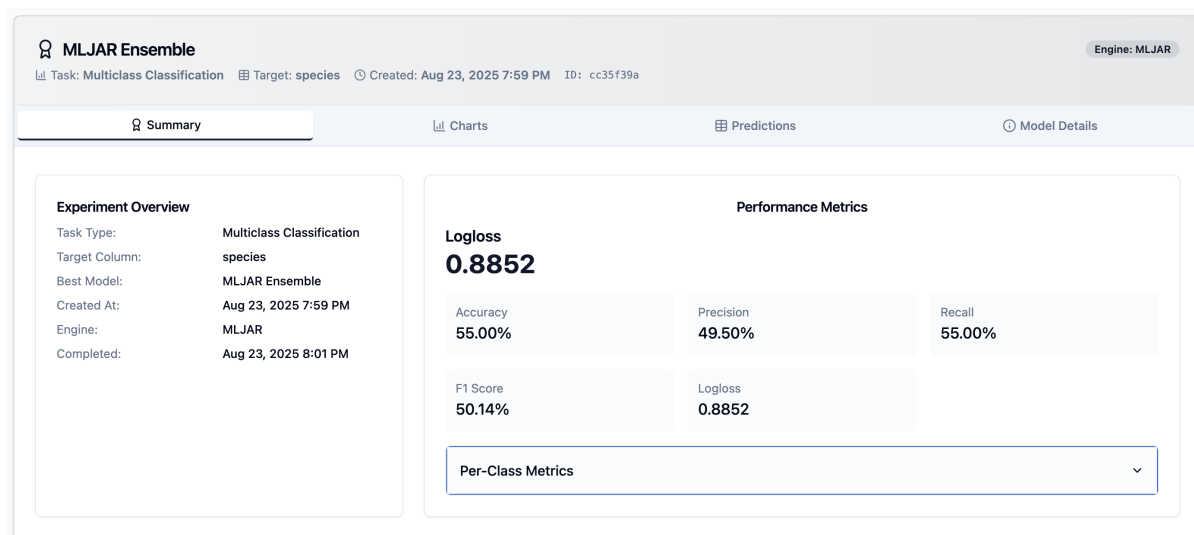 MLJAR Ensemble
Engine: MLJAR
Task: Multiclass Classification Target: species Created: Aug 23, 2025 7:59 PM ID: cc35f39a
Summary Charts Predictions Model Details
Experiment Overview
Task Type: Multiclass Classification
Target Column: species
Best Model: MLJAR Ensemble
Created At: Aug 23, 2025 7:59 PM
Engine: MLJAR
Completed: Aug 23, 2025 8:01 PM
Performance Metrics
Logloss
0.8852
Accuracy
55.00%
Precision
49.50%
Recall
55.00%
F1 Score
50.14%
Logloss
0.8852
Per-Class Metrics